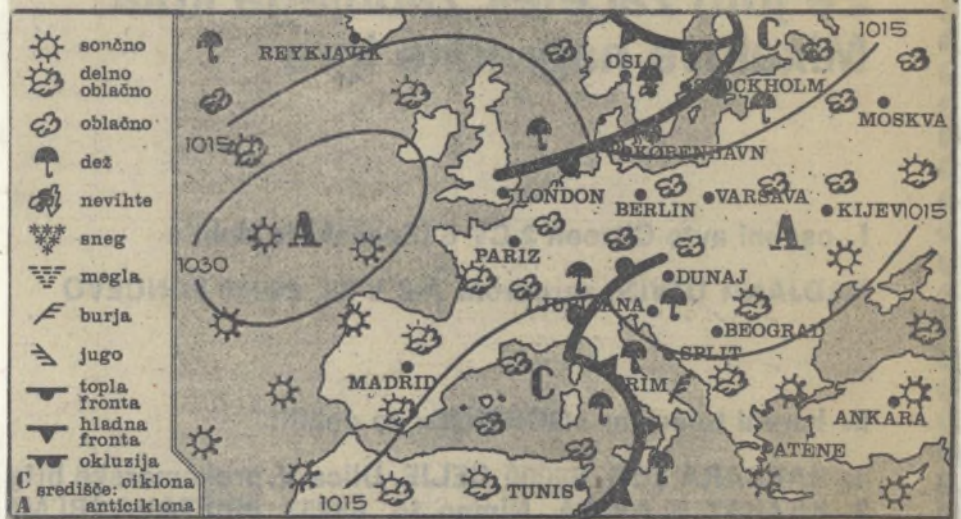 sončno
delno
oblačno
oblačno
dež
nevihte
sneg
megla
burja
jugo
topla
fronta
hladna
fronta
okluzija
C ciklona
središče:
A anticiklona
REYKJAVIK
OSLO
C
1015
STOCKHOLM
MOSKVA
1015
KØBENHAVN
LONDON
BERLIN
VARŠAVA
KIJEV
1015
A
A
PARIZ
1030
DUNAJ
LJUBLJANA
BEOGRAD
SPLIT
MADRID
C
RIM
ANKARA
ATENE
TUNIS
1015